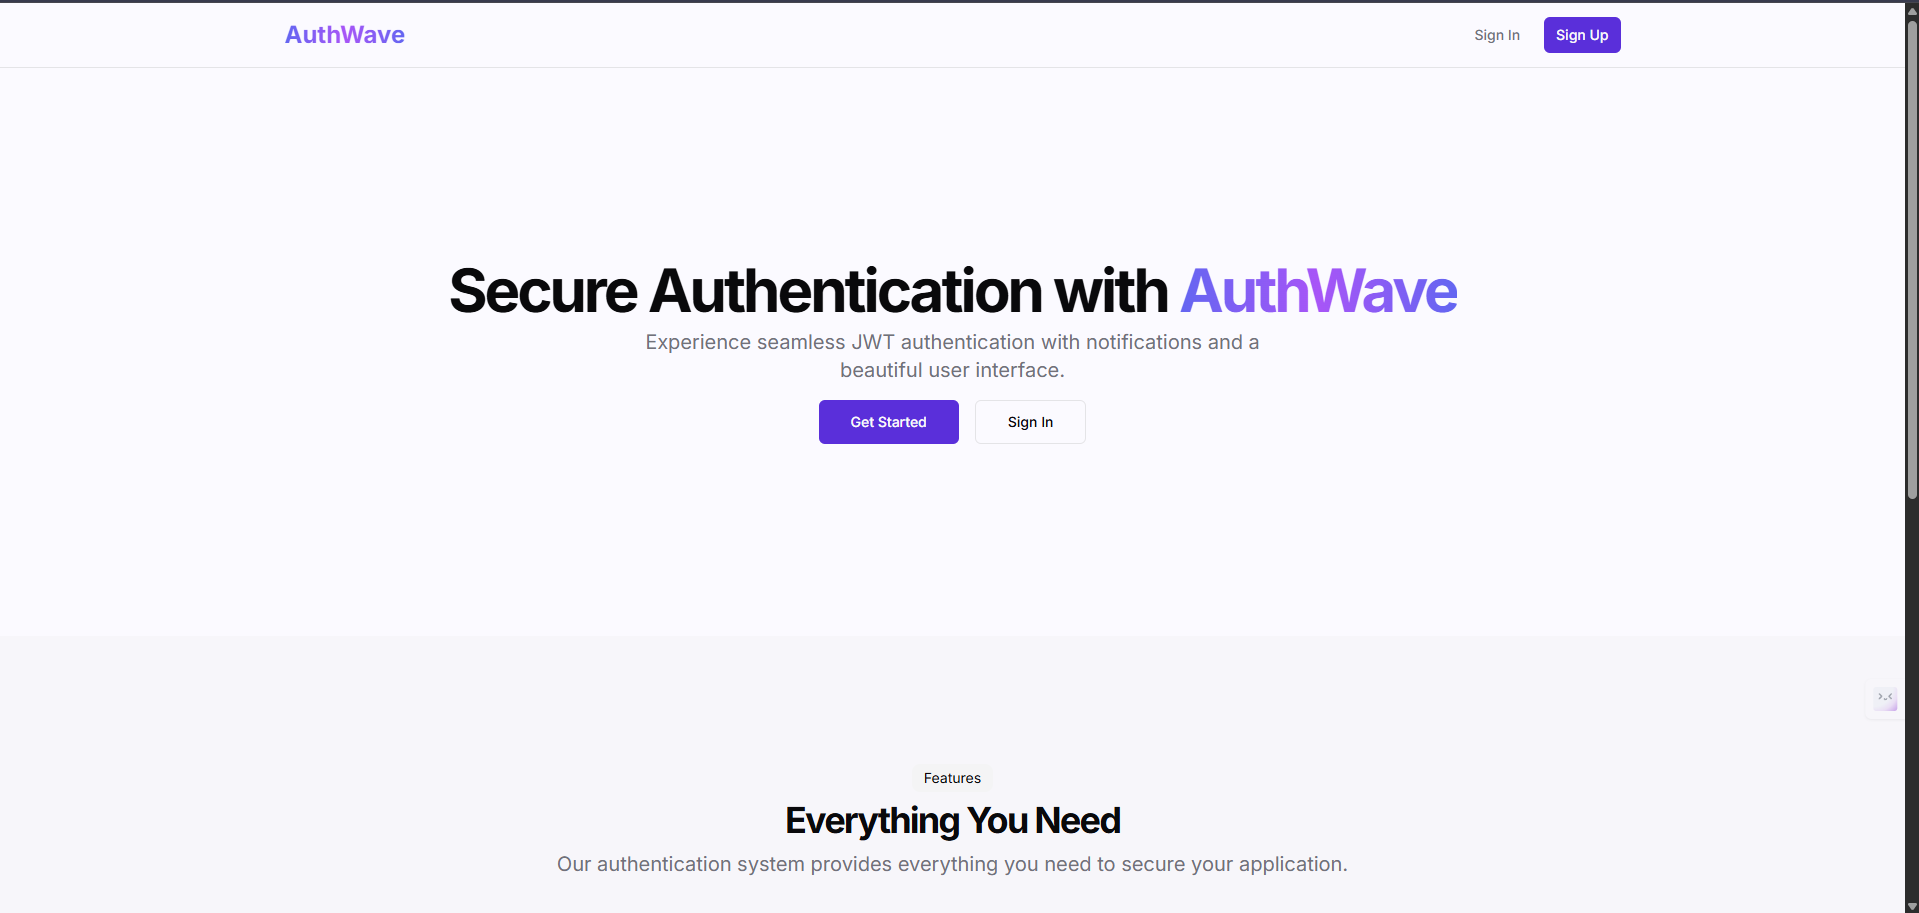 AuthWave
Sign In
Sign Up
Secure Authentication with AuthWave
Experience seamless JWT authentication with notifications and a
beautiful user interface.
Get Started
Sign In
Features
Everything You Need
Our authentication system provides everything you need to secure your application.